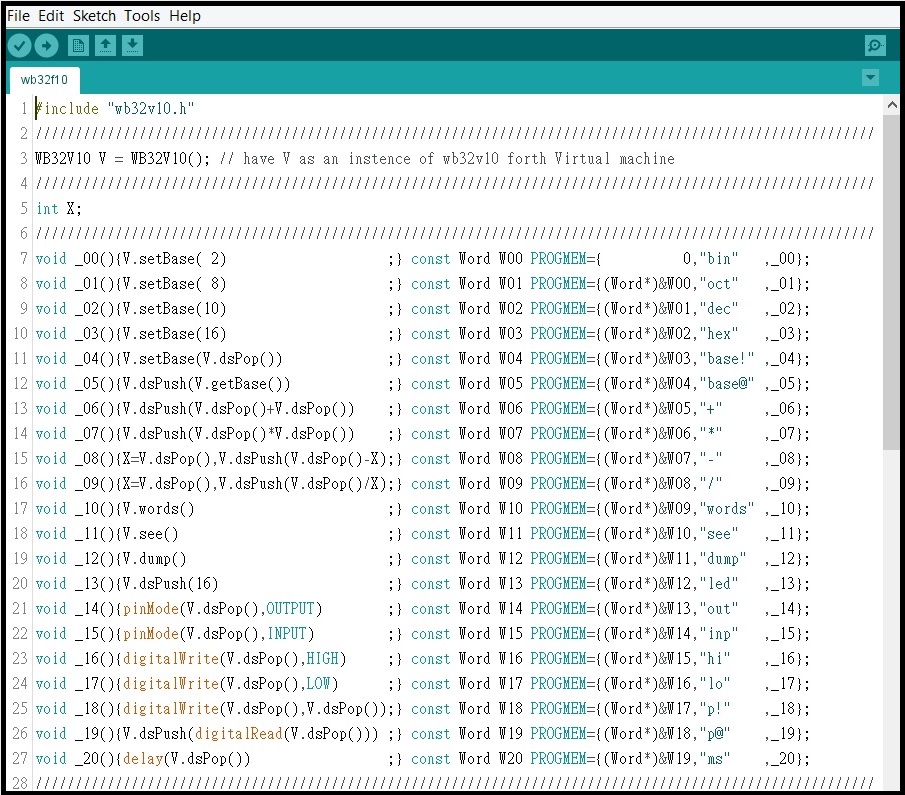 File Edit Sketch Tools Help
wb32f10
1 #include "wb32v10.h"
2 /////////////////////////////////////////////////////////////////////////////////////////////////////////
3 WB32V10 V = WB32V10(); // have V as an instence of wb32v10 forth Virtual machine
4 /////////////////////////////////////////////////////////////////////////////////////////////////////////
5 int X;
6 /////////////////////////////////////////////////////////////////////////////////////////////////////////
7 void _00(){V.setBase( 2)                    ;} const Word W00 PROGMEM={          0,"bin"   ,_00};
8 void _01(){V.setBase( 8)                    ;} const Word W01 PROGMEM={(Word*)&W00,"oct"   ,_01};
9 void _02(){V.setBase(10)                    ;} const Word W02 PROGMEM={(Word*)&W01,"dec"   ,_02};
10 void _03(){V.setBase(16)                    ;} const Word W03 PROGMEM={(Word*)&W02,"hex"   ,_03};
11 void _04(){V.setBase(V.dsPop())             ;} const Word W04 PROGMEM={(Word*)&W03,"base!" ,_04};
12 void _05(){V.dsPush(V.getBase())            ;} const Word W05 PROGMEM={(Word*)&W04,"base@" ,_05};
13 void _06(){V.dsPush(V.dsPop()+V.dsPop())    ;} const Word W06 PROGMEM={(Word*)&W05,"+"     ,_06};
14 void _07(){V.dsPush(V.dsPop()*V.dsPop())    ;} const Word W07 PROGMEM={(Word*)&W06,"*"     ,_07};
15 void _08(){X=V.dsPop(),V.dsPush(V.dsPop()-X);} const Word W08 PROGMEM={(Word*)&W07,"-"     ,_08};
16 void _09(){X=V.dsPop(),V.dsPush(V.dsPop()/X);} const Word W09 PROGMEM={(Word*)&W08,"/"     ,_09};
17 void _10(){V.words()                        ;} const Word W10 PROGMEM={(Word*)&W09,"words" ,_10};
18 void _11(){V.see()                          ;} const Word W11 PROGMEM={(Word*)&W10,"see"   ,_11};
19 void _12(){V.dump()                         ;} const Word W12 PROGMEM={(Word*)&W11,"dump"  ,_12};
20 void _13(){V.dsPush(16)                     ;} const Word W13 PROGMEM={(Word*)&W12,"led"   ,_13};
21 void _14(){pinMode(V.dsPop(),OUTPUT)        ;} const Word W14 PROGMEM={(Word*)&W13,"out"   ,_14};
22 void _15(){pinMode(V.dsPop(),INPUT)         ;} const Word W15 PROGMEM={(Word*)&W14,"inp"   ,_15};
23 void _16(){digitalWrite(V.dsPop(),HIGH)     ;} const Word W16 PROGMEM={(Word*)&W15,"hi"    ,_16};
24 void _17(){digitalWrite(V.dsPop(),LOW)      ;} const Word W17 PROGMEM={(Word*)&W16,"lo"    ,_17};
25 void _18(){digitalWrite(V.dsPop(),V.dsPop());} const Word W18 PROGMEM={(Word*)&W17,"p!"    ,_18};
26 void _19(){V.dsPush(digitalRead(V.dsPop())) ;} const Word W19 PROGMEM={(Word*)&W18,"p@"    ,_19};
27 void _20(){delay(V.dsPop())                 ;} const Word W20 PROGMEM={(Word*)&W19,"ms"    ,_20};
28 /////////////////////////////////////////////////////////////////////////////////////////////////////////